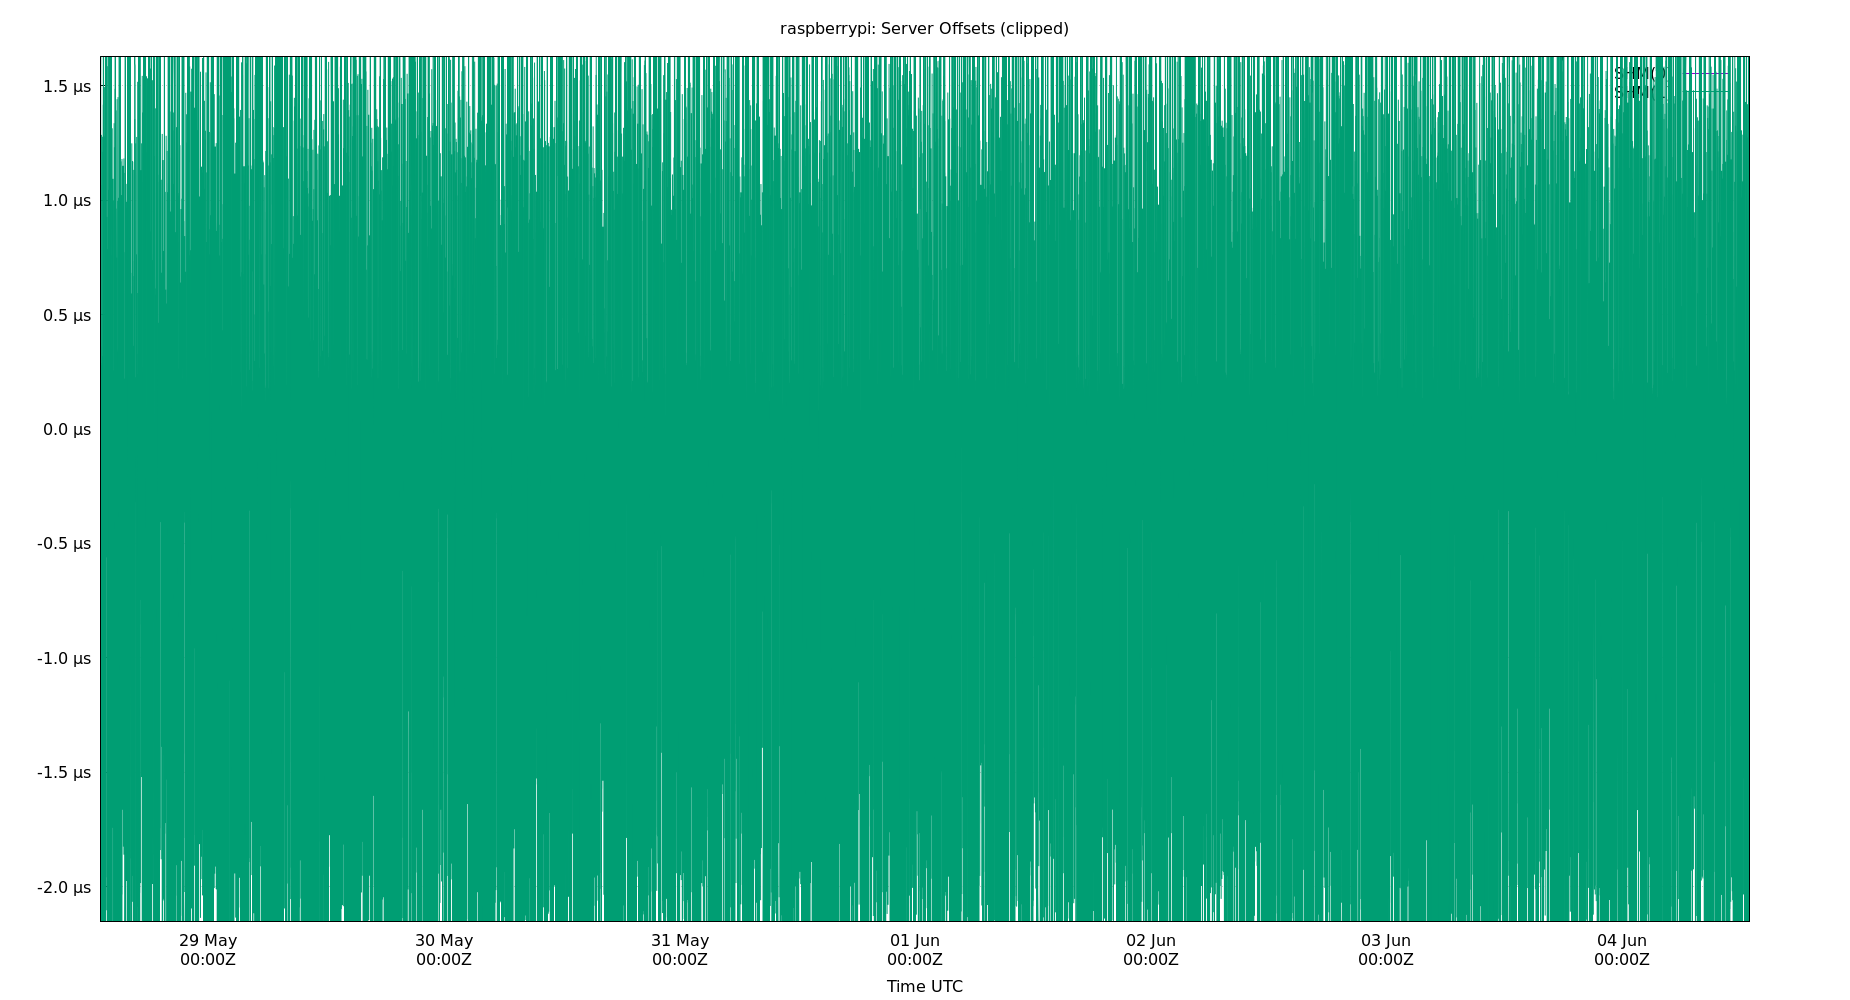 raspberrypi: Server Offsets (clipped)
SHM(0)
SHM(
1.5 µs
1.0 µs
0.5 µs
0.0 µs
-0.5 µs
-1.0 µs
-1.5 µs
-2.0 µs
29 May 30 May 31 May 01 Jun 02 Jun 03 Jun 04 Jun
00:00Z 00:00Z 00:00Z 00:00Z 00:00Z 00:00Z 00:00Z
Time UTC